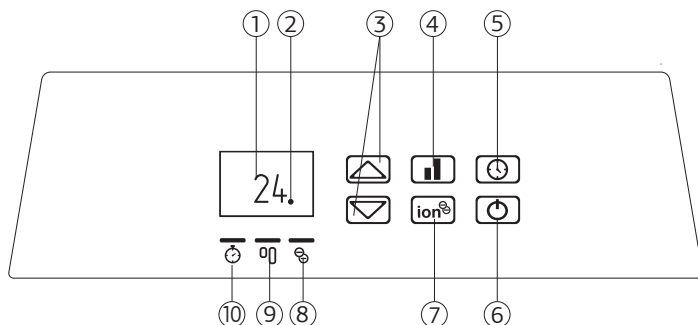 ① ② ③ ④ ⑤
24.
ion
⑩ ⑨ ⑧ ⑦ ⑥